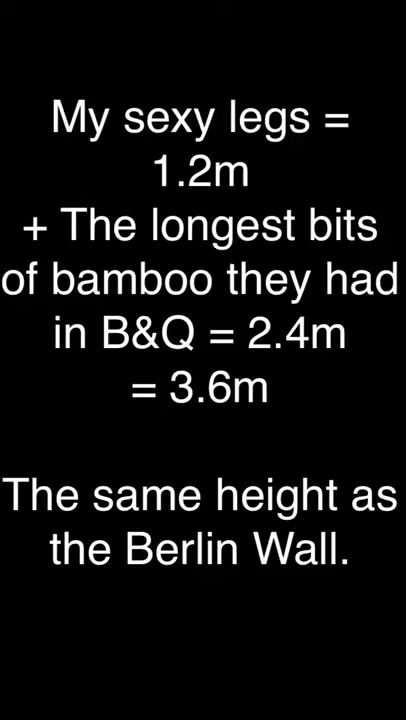 My sexy legs =
1.2m
+ The longest bits
of bamboo they had
in B&Q = 2.4m
= 3.6m
The same height as
the Berlin Wall.